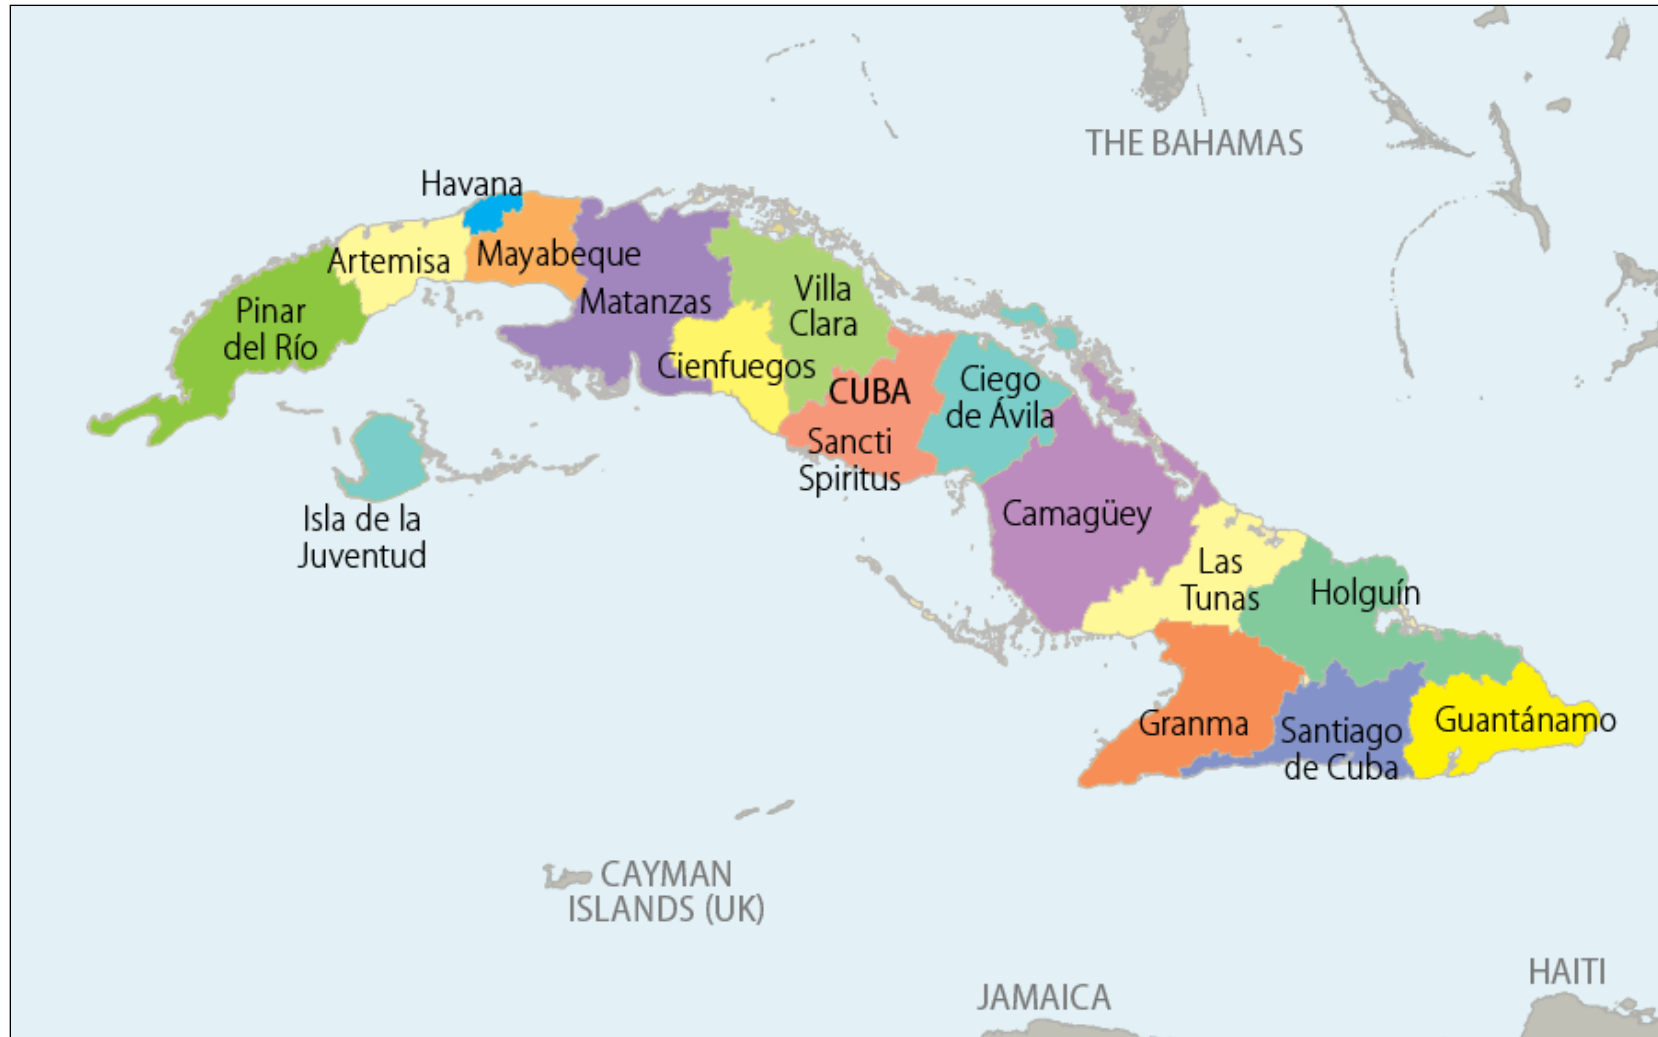 THE BAHAMAS
Havana
Artemisa
Mayabeque
Pinar
del Río
Matanzas
Villa
Clara
Cienfuegos
CUBA
Ciego
de Ávila
Sancti
Spiritus
Isla de la
Juventud
Camagüey
Las
Tunas
Holguín
Granma
Santiago
de Cuba
Guantánamo
CAYMAN
ISLANDS (UK)
JAMAICA
HAITI